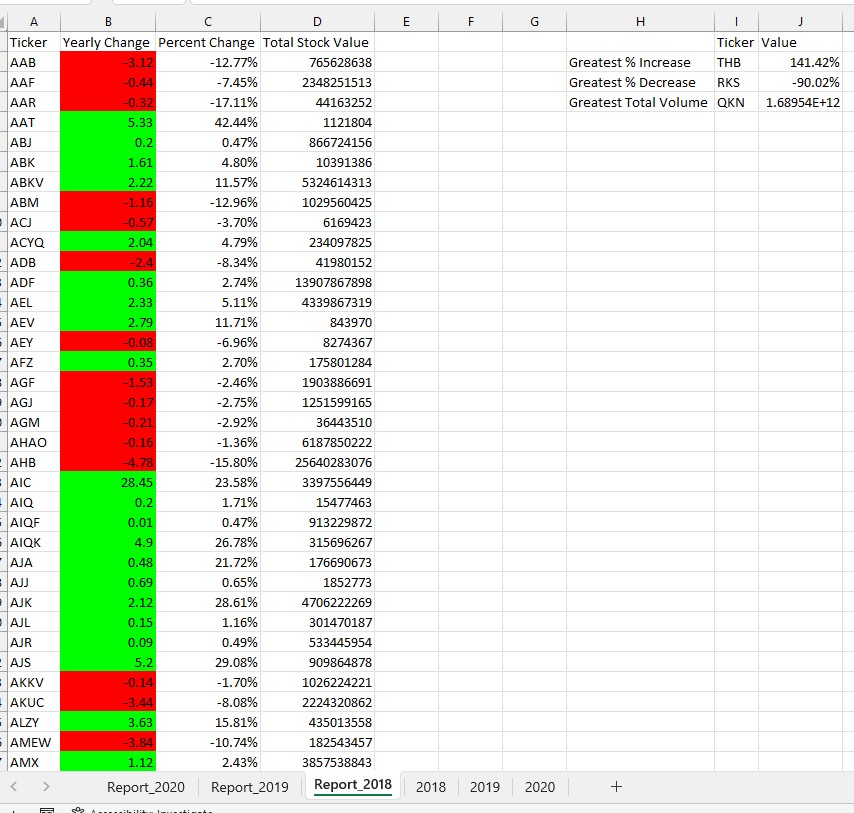 A B C D E F G H I J
Ticker Yearly Change Percent Change Total Stock Value Ticker Value
AAB -3.12 -12.77% 765628638 Greatest % Increase THB 141.42%
AAF -0.44 -7.45% 2348251513 Greatest % Decrease RKS -90.02%
AAR -0.32 -17.11% 44163252 Greatest Total Volume QKN 1.68954E+12
AAT 5.33 42.44% 1121804
ABJ 0.2 0.47% 866724156
ABK 1.61 4.80% 10391386
ABKV 2.22 11.57% 5324614313
ABM -1.16 -12.96% 1029560425
ACJ -0.57 -3.70% 6169423
ACYQ 2.04 4.79% 234097825
ADB -2.4 -8.34% 41980152
ADF 0.36 2.74% 13907867898
AEL 2.33 5.11% 4339867319
AEV 2.79 11.71% 843970
AEY -0.08 -6.96% 8274367
AFZ 0.35 2.70% 175801284
AGF -1.53 -2.46% 1903886691
AGJ -0.17 -2.75% 1251599165
AGM -0.21 -2.92% 36443510
AHAO -0.16 -1.36% 6187850222
AHB -4.78 -15.80% 25640283076
AIC 28.45 23.58% 3397556449
AIQ 0.2 1.71% 15477463
AIQF 0.01 0.47% 913229872
AIQK 4.9 26.78% 315696267
AJA 0.48 21.72% 176690673
AJJ 0.69 0.65% 1852773
AJK 2.12 28.61% 4706222269
AJL 0.15 1.16% 301470187
AJR 0.09 0.49% 533445954
AJS 5.2 29.08% 909864878
AKKV -0.14 -1.70% 1026224221
AKUC -3.44 -8.08% 2224320862
ALZY 3.63 15.81% 435013558
AMEW -3.84 -10.74% 182543457
AMX 1.12 2.43% 3857538843
Report_2020 Report_2019 Report_2018 2018 2019 2020 +
Accessibility: Investigate